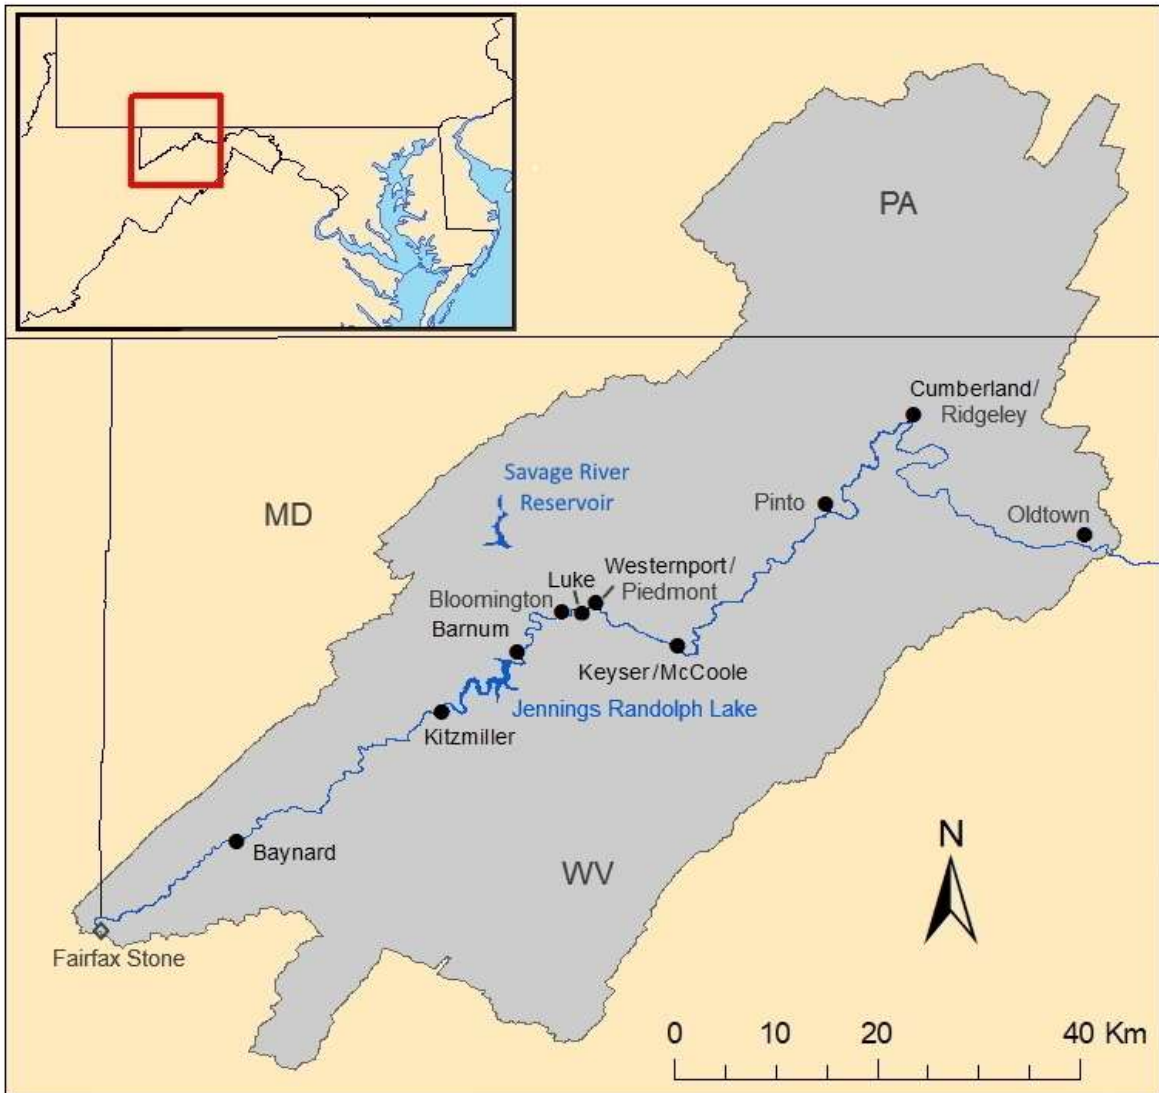 PA
Cumberland/
Ridgeley
Savage River
Reservoir
Pinto
MD
Oldtown
Westernport/
Piedmont
Luke
Bloomington
Barnum
Keyser/McCoole
Jennings Randolph Lake
Kitzmiller
Baynard
WV
N
Fairfax Stone
0 10 20 40 Km